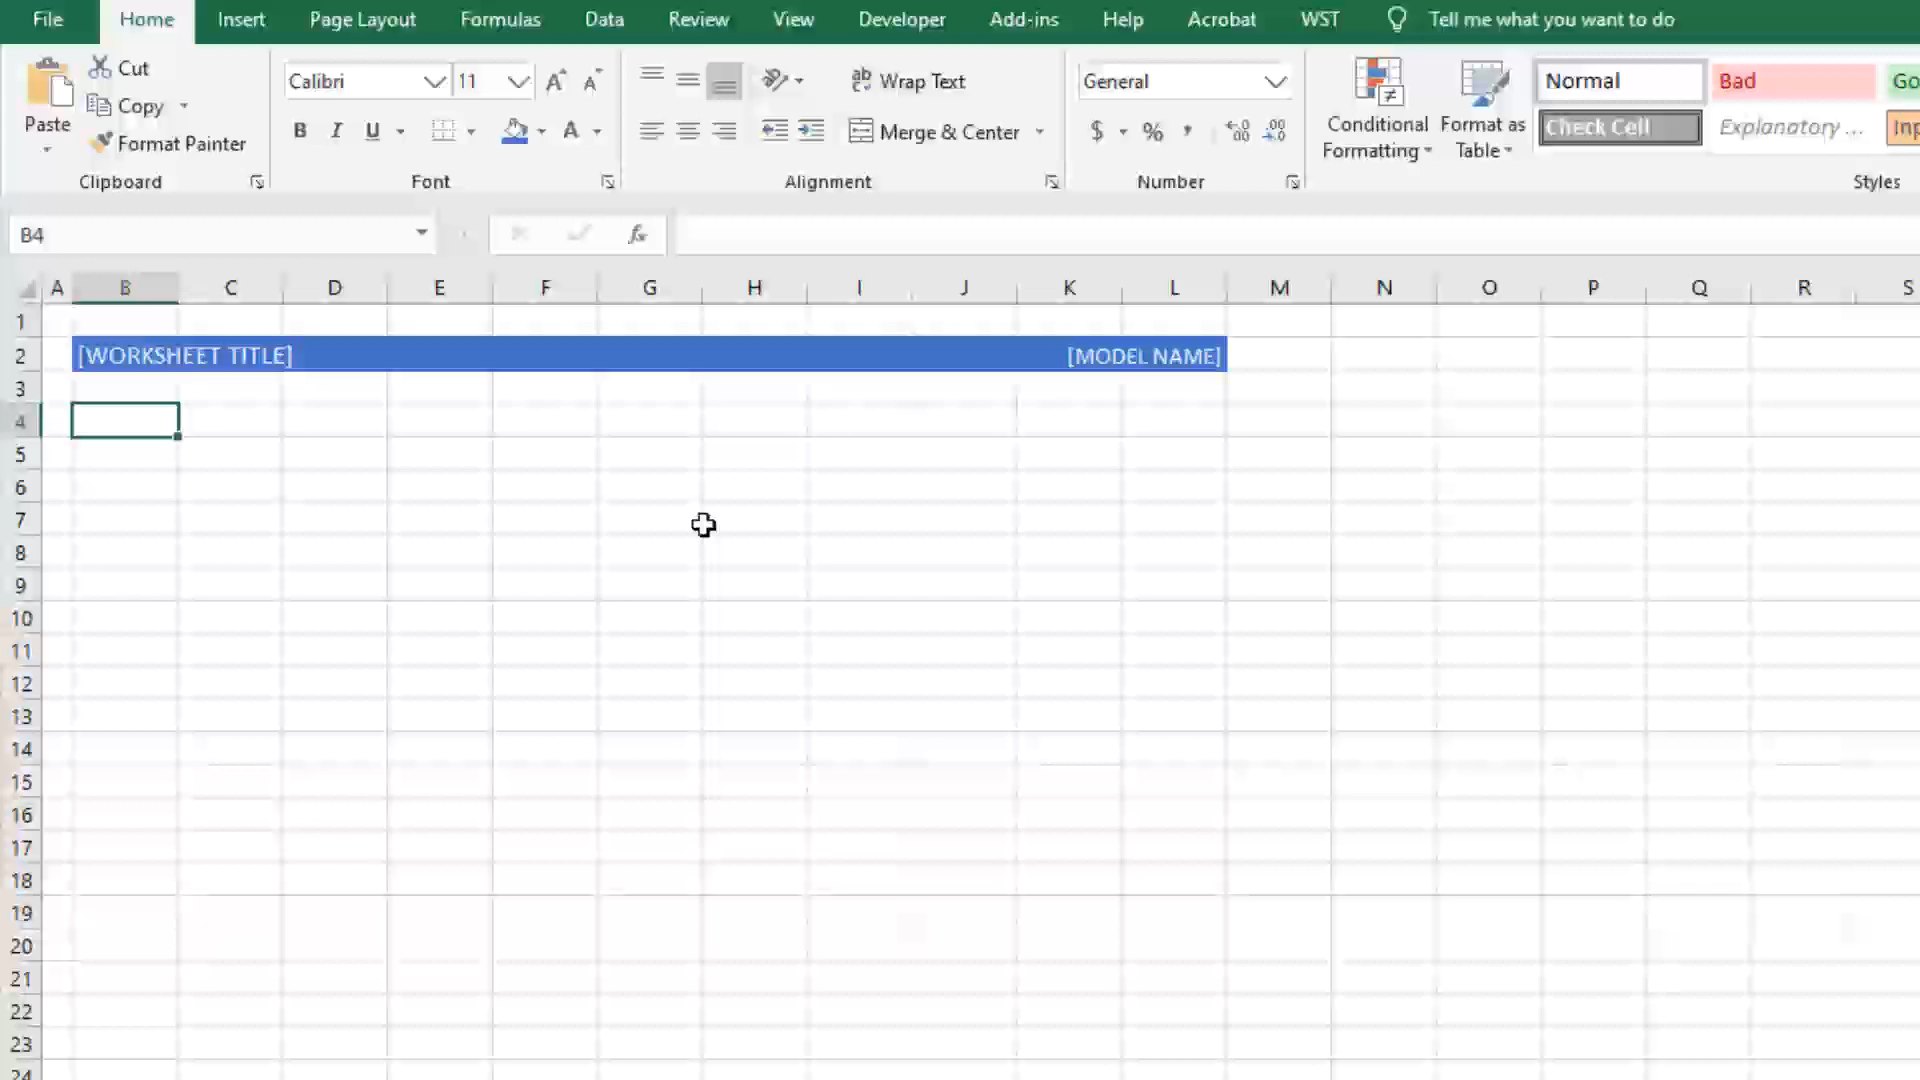 File Home Insert Page Layout Formulas Data Review View Developer Add-ins Help Acrobat WST Tell me what you want to do
Paste
Cut
Copy
Format Painter
Clipboard
Calibri 11
B I U A
Font
Wrap Text
Merge & Center
Alignment
General
$ % ,
Number
Conditional
Formatting
Format as
Table
Normal Bad
Check Cell Explanatory ...
Styles
B4 fx
A B C D E F G H I J K L M N O P Q R S
1
2 [WORKSHEET TITLE] [MODEL NAME]
3
4
5
6
7
8
9
10
11
12
13
14
15
16
17
18
19
20
21
22
23
24